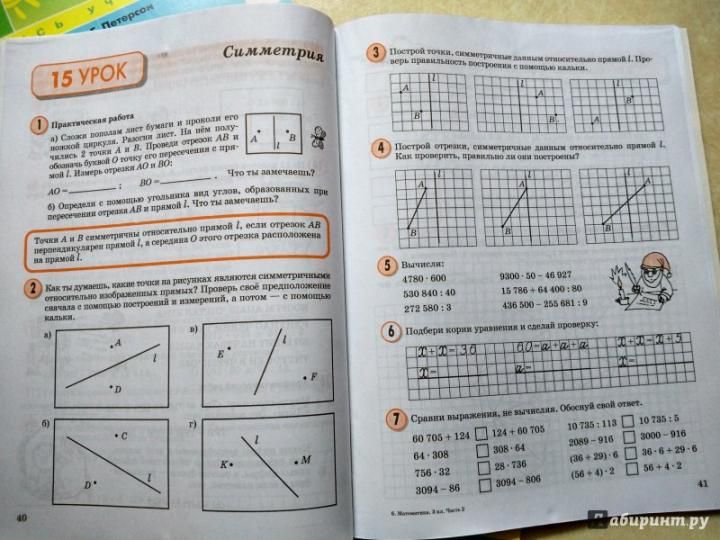 Петерсон
15 УРОК
Симметрия
1 Практическая работа
а) Сложи пополам лист бумаги и проколи его
ножкой циркуля. Разогни лист. На нём полу-
чились 2 точки A и B. Проведи отрезок AB и
обозначь буквой O точку его пересечения с пря-
мой l. Измерь отрезки AO и BO:
AO = ; BO = . Что ты замечаешь?
A l B
б) Определи с помощью угольника вид углов, образованных при
пересечении отрезка AB и прямой l. Что ты замечаешь?
Точки A и B симметричны относительно прямой l, если отрезок AB
перпендикулярен прямой l, а середина O этого отрезка расположена
на прямой l.
2 Как ты думаешь, какие точки на рисунках являются симметричными
относительно изображенных прямых? Проверь своё предположение
сначала с помощью построений и измерений, а потом — с помощью
кальки.
а) A l D
в) E l F
б) C D l
г) l K M
40
3 Построй точки, симметричные данным относительно прямой l. Про-
верь правильность построения с помощью кальки.
A l B
l A B
l A B
4 Построй отрезки, симметричные данным относительно прямой l.
Как проверить, правильно ли они построены?
A l B
A l B
l A B
5 Вычисли:
4780 · 600 9300 · 50 – 46 927
530 840 : 40 15 786 + 64 400 : 80
272 580 : 3 436 500 – 255 681 : 9
6 Подбери корни уравнения и сделай проверку:
x + x = 36 60 = a + a + a x + x = x + 5
x = a = x =
7 Сравни выражения, не вычисляя. Обоснуй свой ответ.
60 705 + 124 124 + 60 705 10 735 : 113 10 735 : 5
64 · 308 308 · 64 2089 – 916 3000 – 916
756 · 32 28 · 736 (36 + 29) · 6 36 · 6 + 29 · 6
3094 – 86 3094 – 806 (56 + 4) · 2 56 + 4 · 2
41
6. Математика, 3 кл. Часть 2
Лабиринт.ру